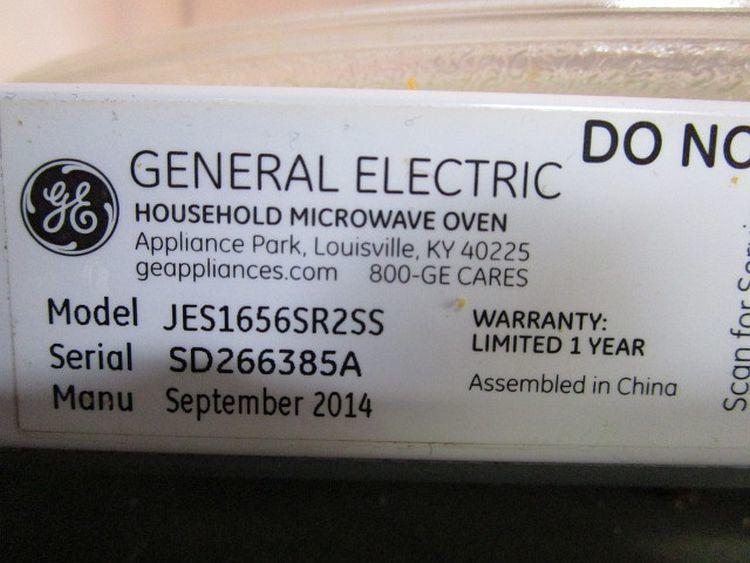 GE
GENERAL ELECTRIC
DO NO
HOUSEHOLD MICROWAVE OVEN
Appliance Park, Louisville, KY 40225
geappliances.com 800-GE CARES
Model JES1656SR2SS
Serial SD266385A
Manu September 2014
WARRANTY:
LIMITED 1 YEAR
Assembled in China
Scan for Servi